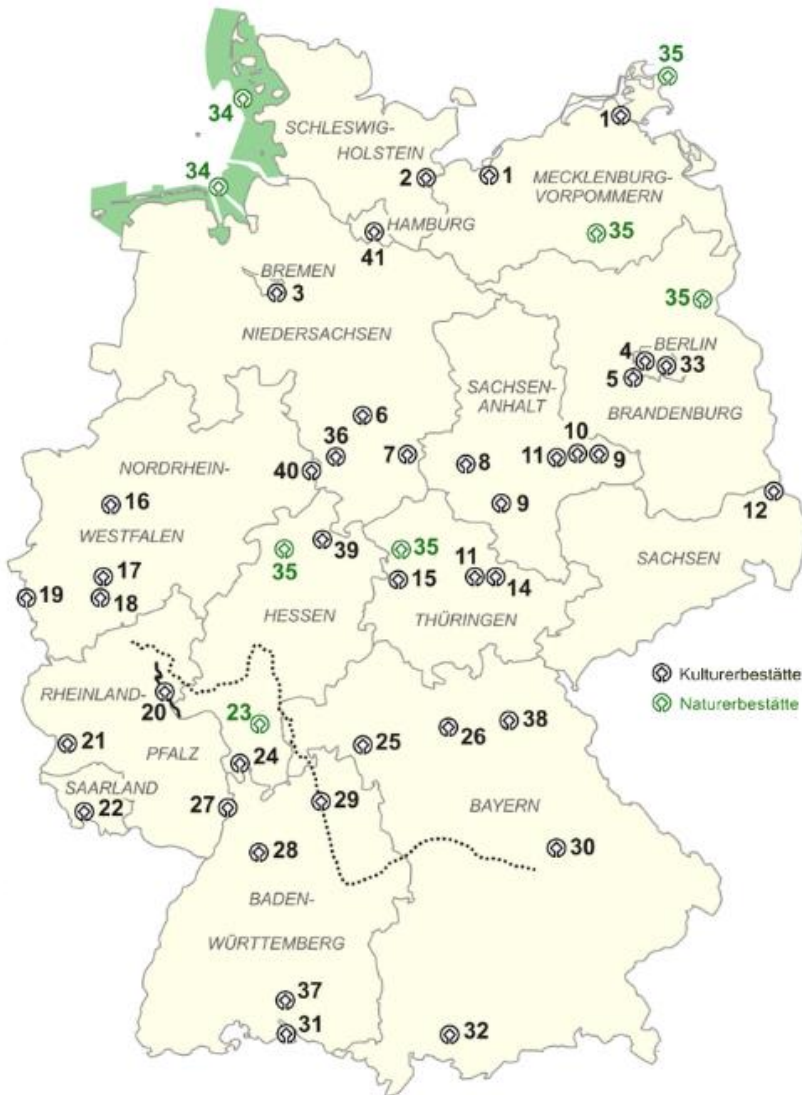 35
34
1
SCHLESWIG-
HOLSTEIN
34
2
1
MECKLENBURG-
VORPOMMERN
HAMBURG
41
35
BREMEN
3
35
NIEDERSACHSEN
BERLIN
4
33
5
SACHSEN-
ANHALT
BRANDENBURG
6
36
7
10
40
8
11
9
NORDRHEIN-
12
16
9
WESTFALEN
39
35
35
SACHSEN
17
11
19
15
14
18
HESSEN
THÜRINGEN
Kulturerbestätte
RHEINLAND-
Naturerbestätte
20
23
38
26
21
PFALZ
25
24
SAARLAND
22
27
29
BAYERN
28
30
BADEN-
WÜRTTEMBERG
37
31
32